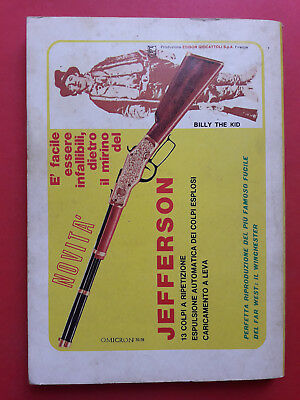 Produzione EDISON GIOCATTOLI S.p.A. Firenze
BILLY THE KID
E' facile
essere
infallibili,
dietro
il mirino
del
NOVITA'
JEFFERSON
13 COLPI A RIPETIZIONE
ESPULSIONE AUTOMATICA DEI COLPI ESPLOSI
CARICAMENTO A LEVA
PERFETTA RIPRODUZIONE DEL PIÙ FAMOSO FUCILE
DEL FAR WEST: IL WINCHESTER